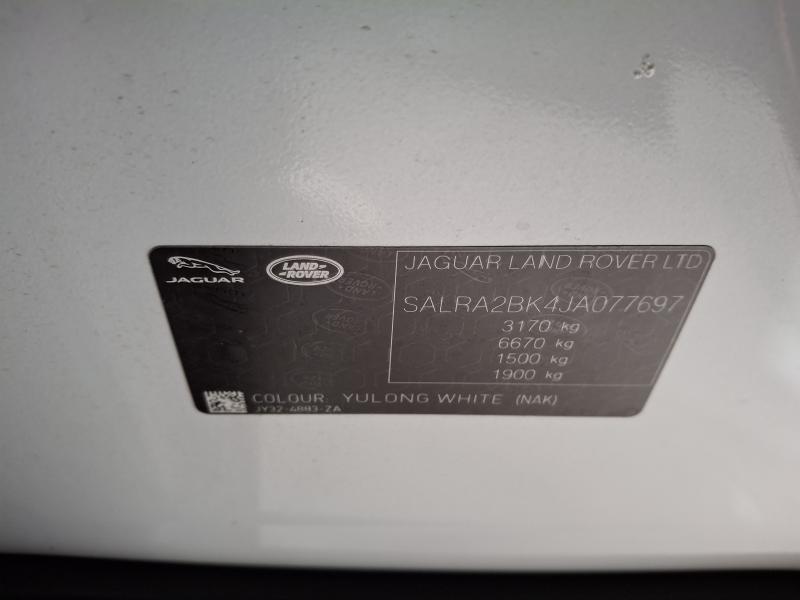 JAGUAR
LAND-
ROVER
JAGUAR LAND ROVER LTD
SALRA2BK4JA077697
3170 kg
6670 kg
1500 kg
1900 kg
COLOUR: YULONG WHITE (NAK)
JY32-4883-ZA